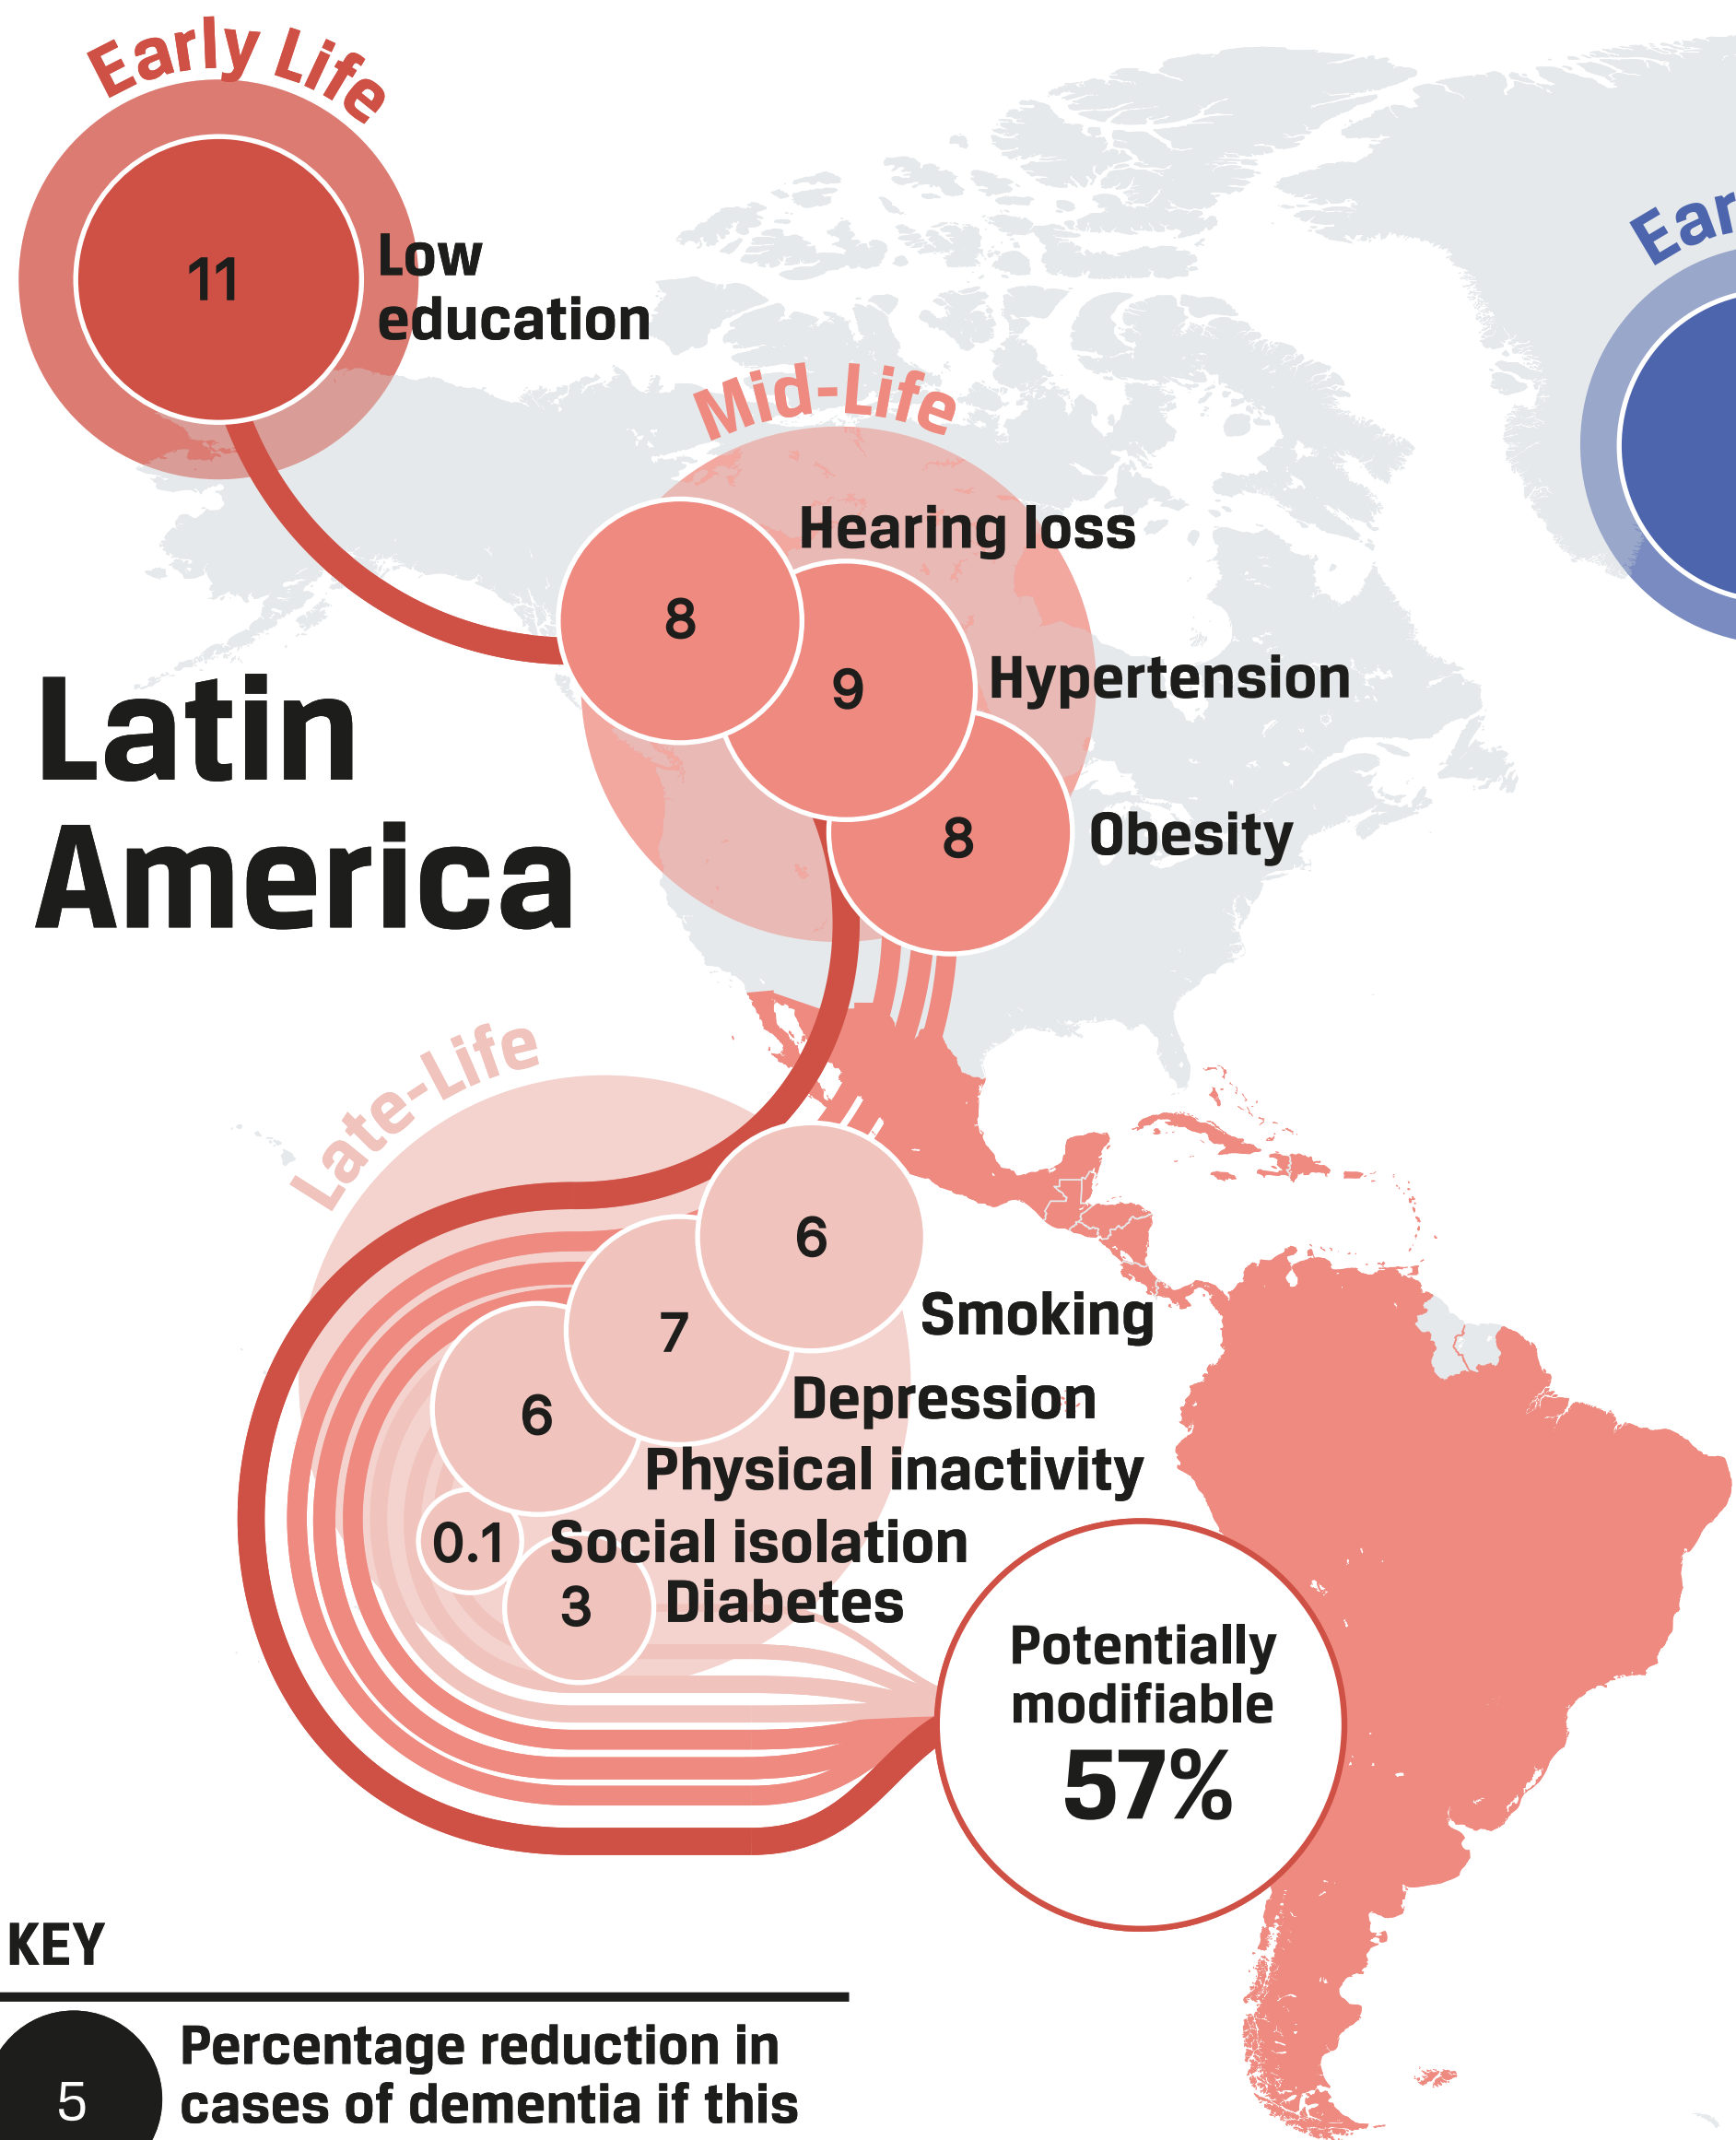 Early Life
11
Low
education
Ear
Mid-Life
Hearing loss
8
9
Hypertension
8
Obesity
Latin
America
Late-Life
6
Smoking
7
Depression
6
Physical inactivity
0.1
Social isolation
3
Diabetes
Potentially
modifiable
57%
KEY
5
Percentage reduction in
cases of dementia if this